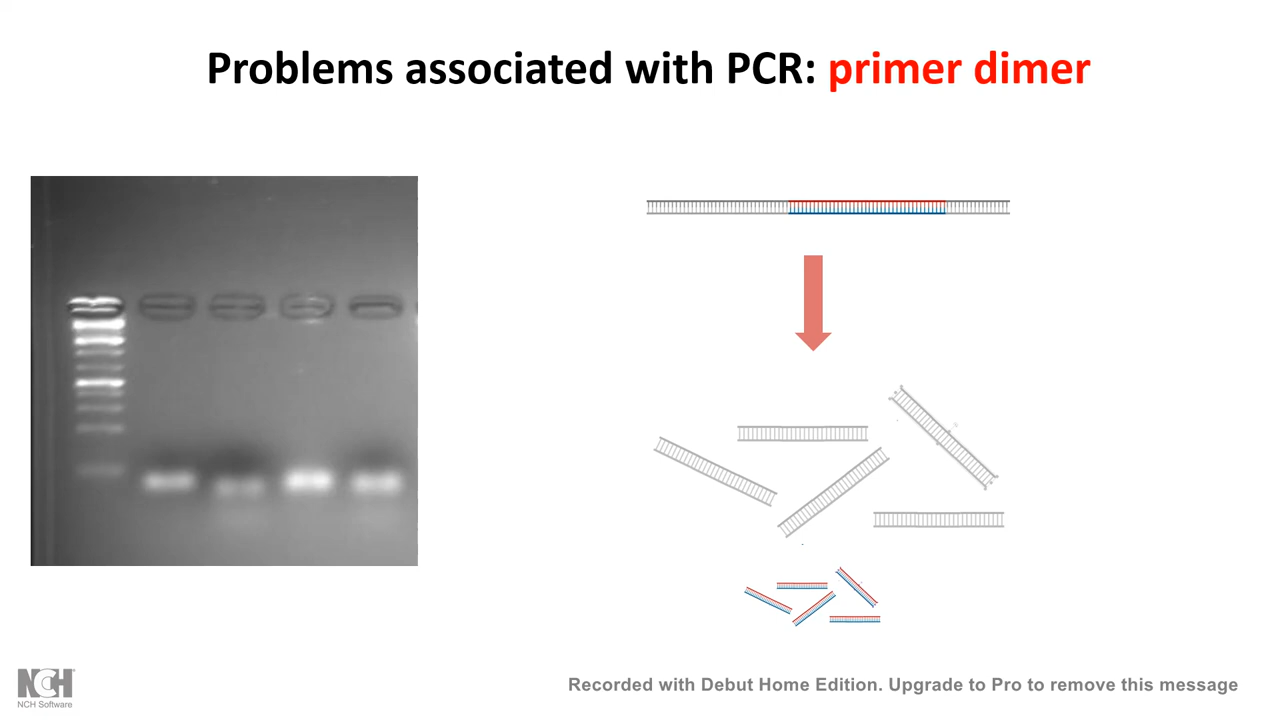 Problems associated with PCR: primer dimer
NCH
NCH Software
Recorded with Debut Home Edition. Upgrade to Pro to remove this message